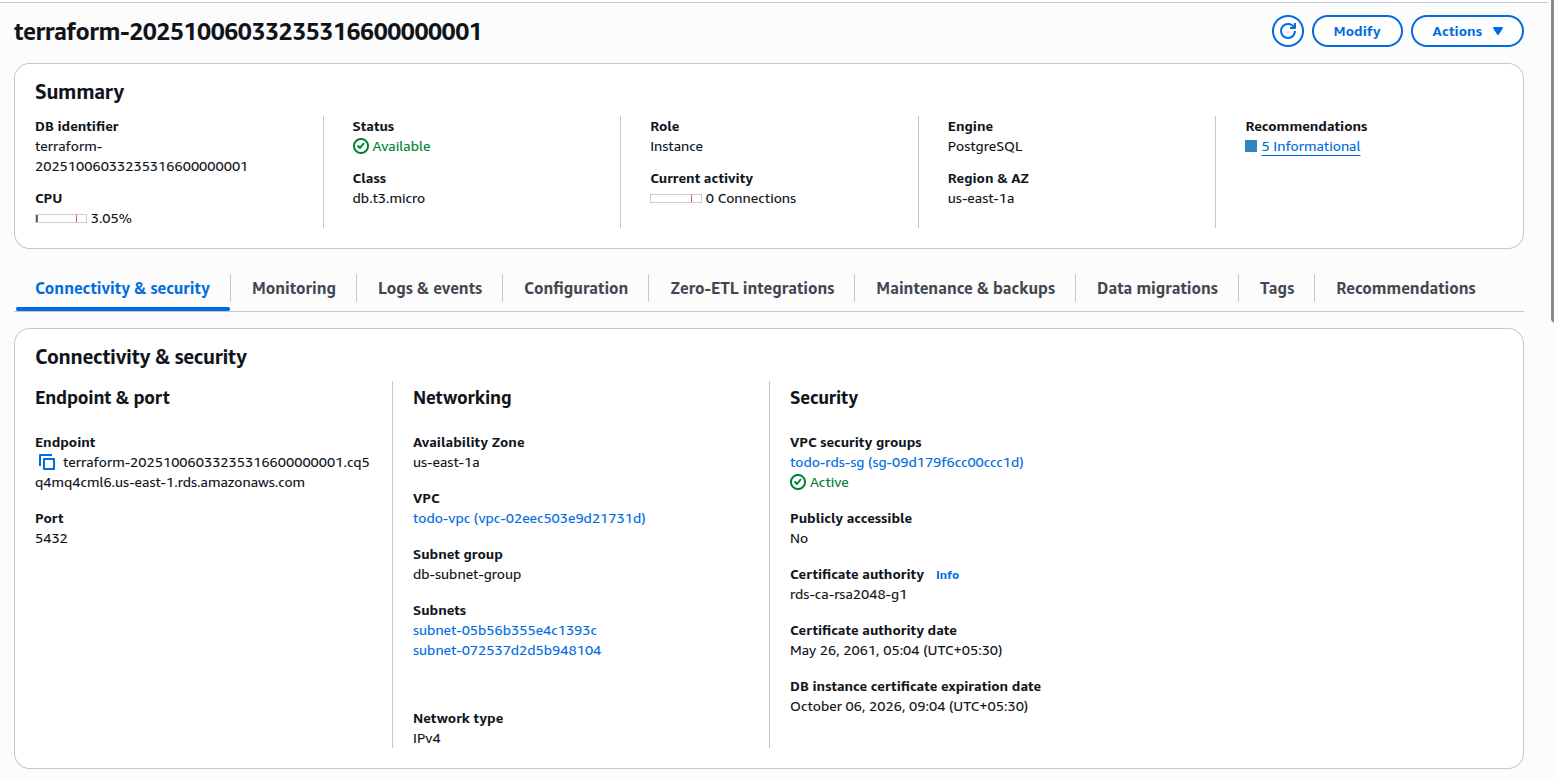 terraform-20251006033235316600000001
Modify
Actions
Summary
DB identifier
terraform-
20251006033235316600000001
CPU
3.05%
Status
Available
Class
db.t3.micro
Role
Instance
Current activity
0 Connections
Engine
PostgreSQL
Region & AZ
us-east-1a
Recommendations
5 Informational
Connectivity & security
Monitoring
Logs & events
Configuration
Zero-ETL integrations
Maintenance & backups
Data migrations
Tags
Recommendations
Connectivity & security
Endpoint & port
Endpoint
terraform-20251006033235316600000001.cq5
q4mq4cml6.us-east-1.rds.amazonaws.com
Port
5432
Networking
Availability Zone
us-east-1a
VPC
todo-vpc (vpc-02eec503e9d21731d)
Subnet group
db-subnet-group
Subnets
subnet-05b56b355e4c1393c
subnet-072537d2d5b948104
Network type
IPv4
Security
VPC security groups
todo-rds-sg (sg-09d179f6cc00ccc1d)
Active
Publicly accessible
No
Certificate authority Info
rds-ca-rsa2048-g1
Certificate authority date
May 26, 2061, 05:04 (UTC+05:30)
DB instance certificate expiration date
October 06, 2026, 09:04 (UTC+05:30)